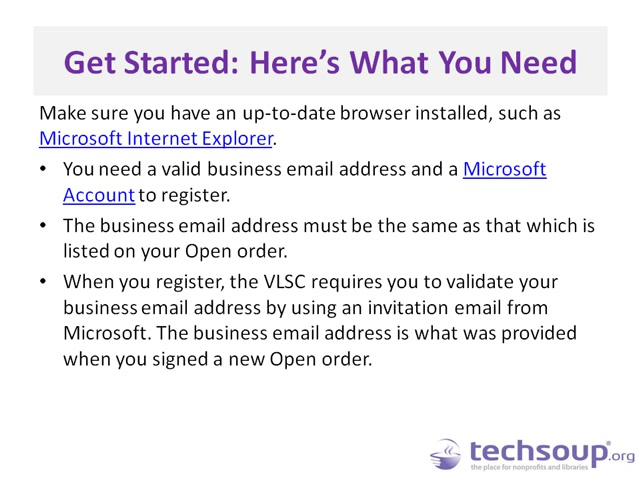 Get Started: Here’s What You Need
Make sure you have an up-to-date browser installed, such as
Microsoft Internet Explorer.
• You need a valid business email address and a Microsoft
Account to register.
• The business email address must be the same as that which is
listed on your Open order.
• When you register, the VLSC requires you to validate your
business email address by using an invitation email from
Microsoft. The business email address is what was provided
when you signed a new Open order.
techsoup®.org
the place for nonprofits and libraries